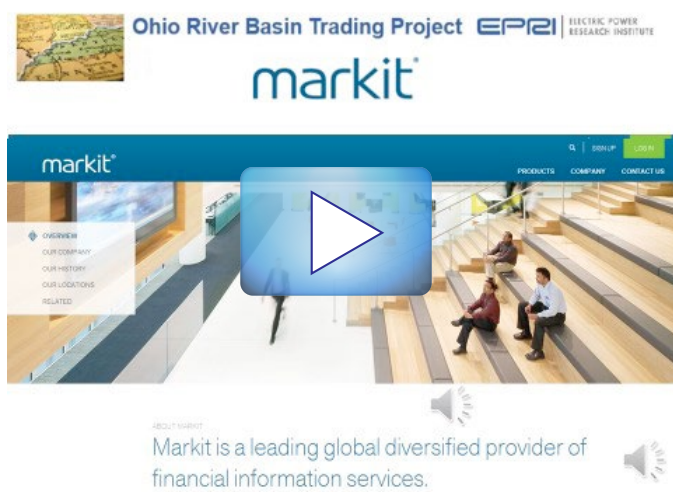 Ohio River Basin Trading Project
EPRI | ELECTRIC POWER
RESEARCH INSTITUTE
markit
markit
SIGN UP
LOG IN
PRODUCTS COMPANY CONTACT US
OVERVIEW
OUR COMPANY
OUR HISTORY
OUR LOCATIONS
RELATED
ABOUT MARKIT
Markit is a leading global diversified provider of
financial information services.